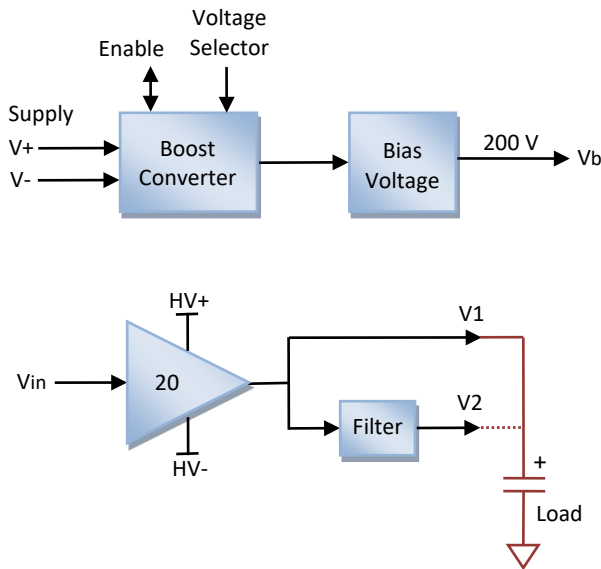 Voltage
Selector
Enable
Supply
V+
V-
Boost
Converter
Bias
Voltage
200 V
Vb
HV+
Vin
20
HV-
V1
V2
Filter
+
Load